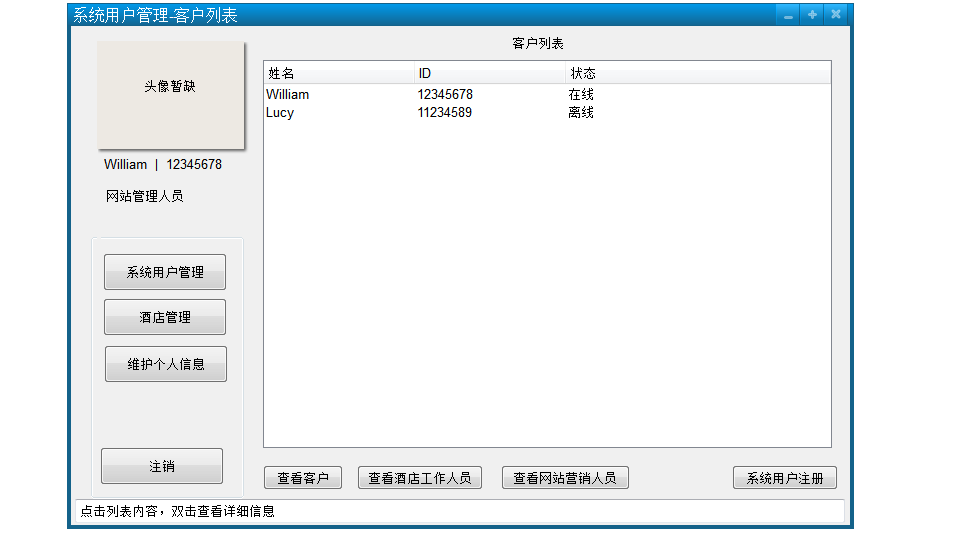 系统用户管理-客户列表
头像暂缺
William | 12345678
网站管理人员
系统用户管理
酒店管理
维护个人信息
注销
客户列表
姓名 ID 状态
William 12345678 在线
Lucy 11234589 离线
查看客户 查看酒店工作人员 查看网站营销人员 系统用户注册
点击列表内容，双击查看详细信息